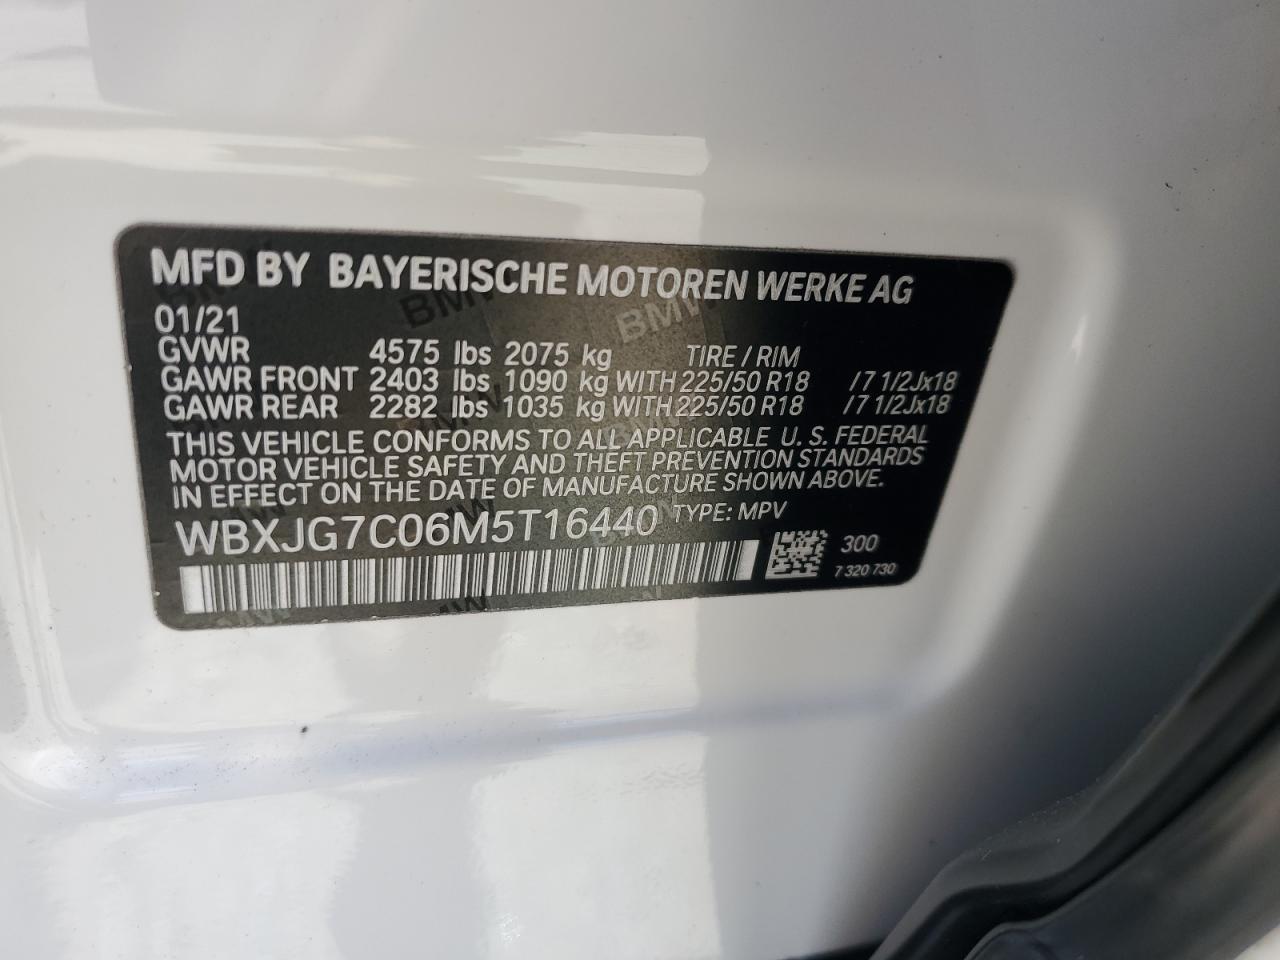 MFD BY BAYERISCHE MOTOREN WERKE AG
01/21
GVWR 4575 lbs 2075 kg TIRE / RIM
GAWR FRONT 2403 lbs 1090 kg WITH 225/50 R18 /7 1/2Jx18
GAWR REAR 2282 lbs 1035 kg WITH 225/50 R18 /7 1/2Jx18
THIS VEHICLE CONFORMS TO ALL APPLICABLE U. S. FEDERAL
MOTOR VEHICLE SAFETY AND THEFT PREVENTION STANDARDS
IN EFFECT ON THE DATE OF MANUFACTURE SHOWN ABOVE.
WBXJG7C06M5T16440 TYPE: MPV
300
7 320 730